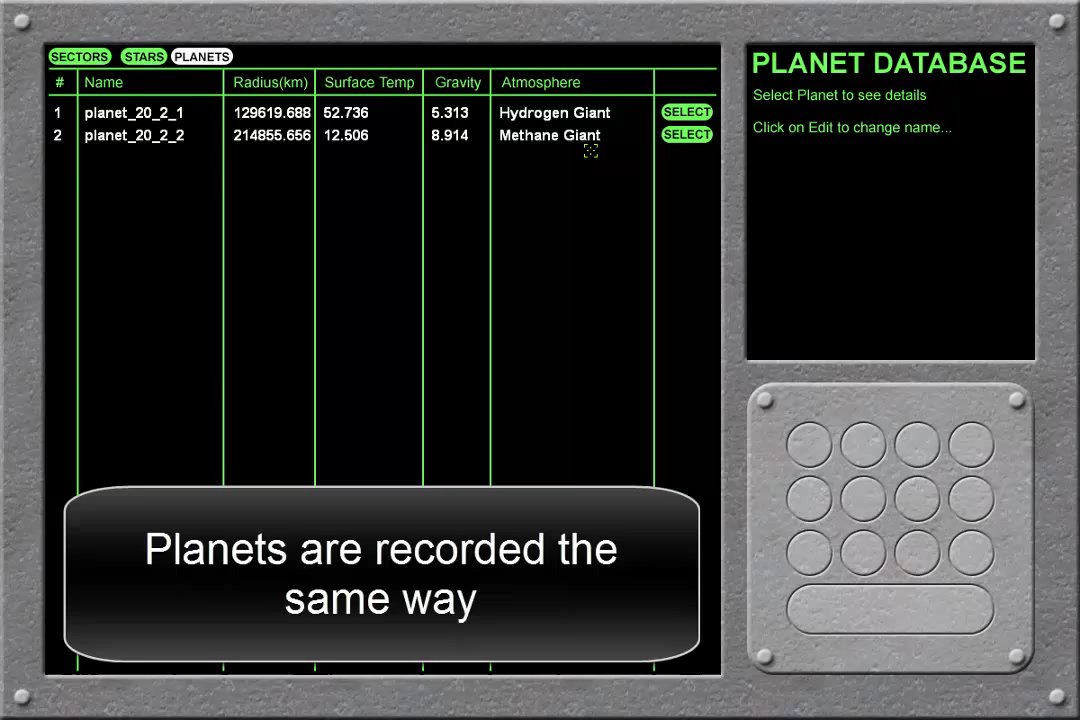 SECTORS STARS PLANETS
# Name Radius(km) Surface Temp Gravity Atmosphere
1 planet_20_2_1 129619.688 52.736 5.313 Hydrogen Giant SELECT
2 planet_20_2_2 214855.656 12.506 8.914 Methane Giant SELECT
Planets are recorded the
same way
PLANET DATABASE
Select Planet to see details
Click on Edit to change name...